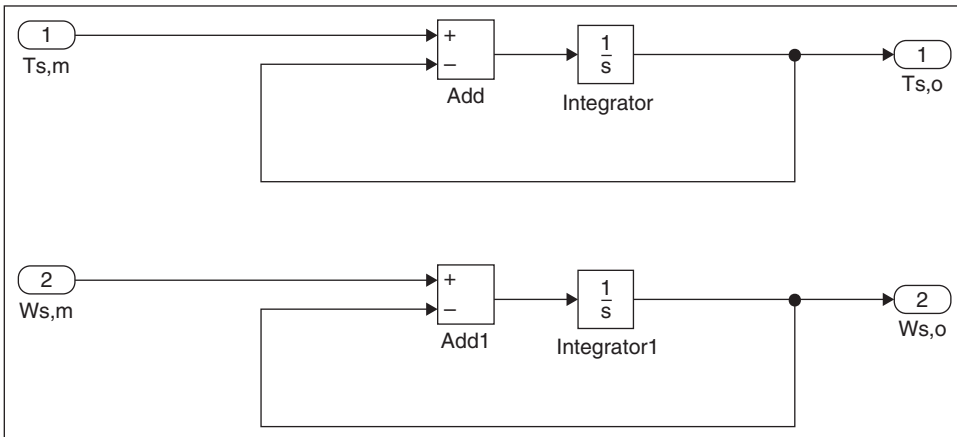 1
Ts,m
+
−
Add
1
s
Integrator
1
Ts,o
2
Ws,m
+
−
Add1
1
s
Integrator1
2
Ws,o